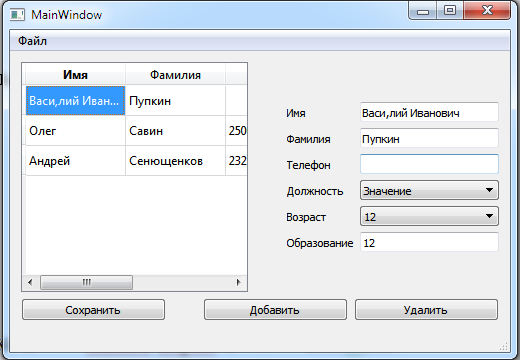 MainWindow
Файл
Имя Фамилия
Васи,лий Иван... Пупкин
Олег Савин 250
Андрей Сенющенков 232
Имя Васи,лий Иванович
Фамилия Пупкин
Телефон
Должность Значение
Возраст 12
Образование 12
Сохранить Добавить Удалить